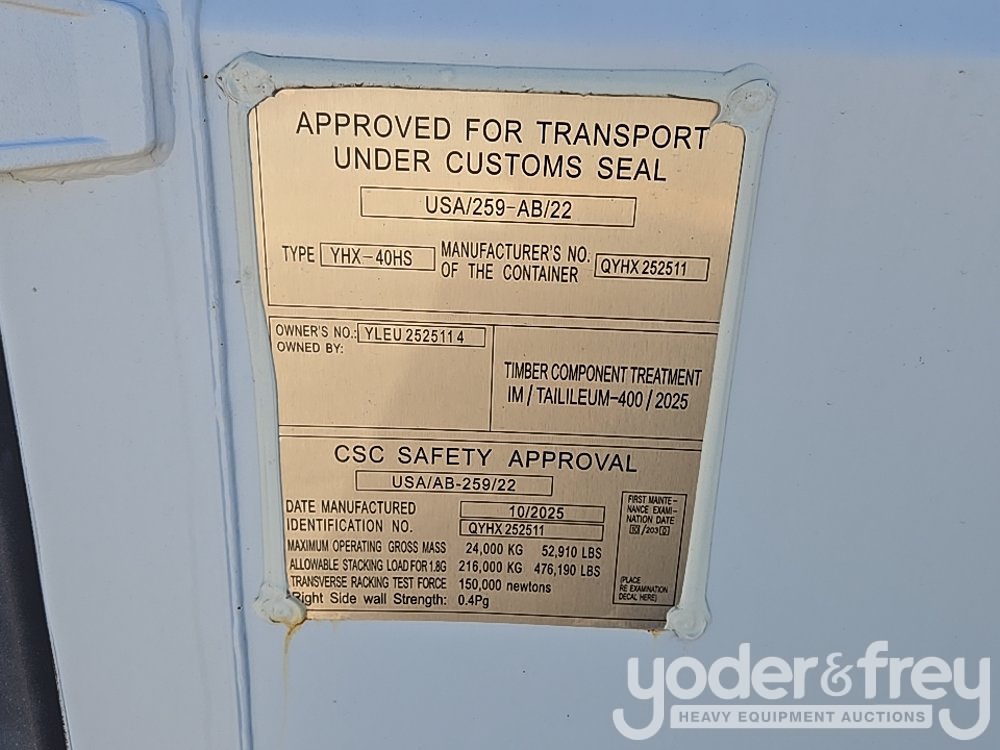 APPROVED FOR TRANSPORT
UNDER CUSTOMS SEAL
USA/259-AB/22
TYPE YHX-40HS
MANUFACTURER'S NO.
OF THE CONTAINER
QYHX 252511
OWNER'S NO.: YLEU 252511 4
OWNED BY:
TIMBER COMPONENT TREATMENT
IM / TAILILEUM-400 / 2025
CSC SAFETY APPROVAL
USA/AB-259/22
DATE MANUFACTURED 10/2025
IDENTIFICATION NO. QYHX 252511
MAXIMUM OPERATING GROSS MASS 24,000 KG 52,910 LBS
ALLOWABLE STACKING LOAD FOR 1.8G 216,000 KG 476,190 LBS
TRANSVERSE RACKING TEST FORCE 150,000 newtons
Right Side wall Strength: 0.4Pg
FIRST MAINTE-
NANCE EXAMI-
NATION DATE
/203
(PLACE
RE EXAMINATION
DECAL HERE)
yoder&frey
HEAVY EQUIPMENT AUCTIONS